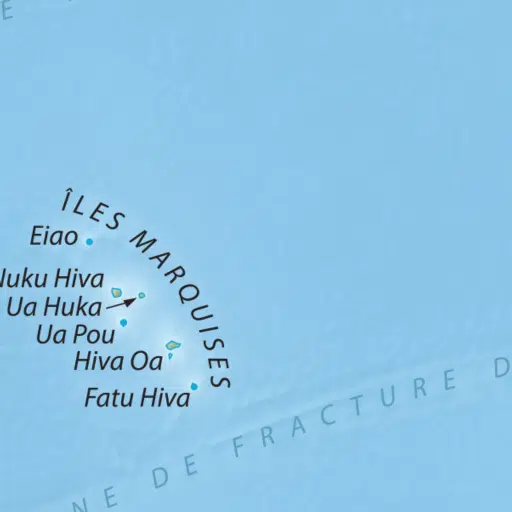 E
ÎLES MARQUISES
Eiao
Nuku Hiva
Ua Huka
Ua Pou
Hiva Oa
Fatu Hiva
NE DE FRACTURE D